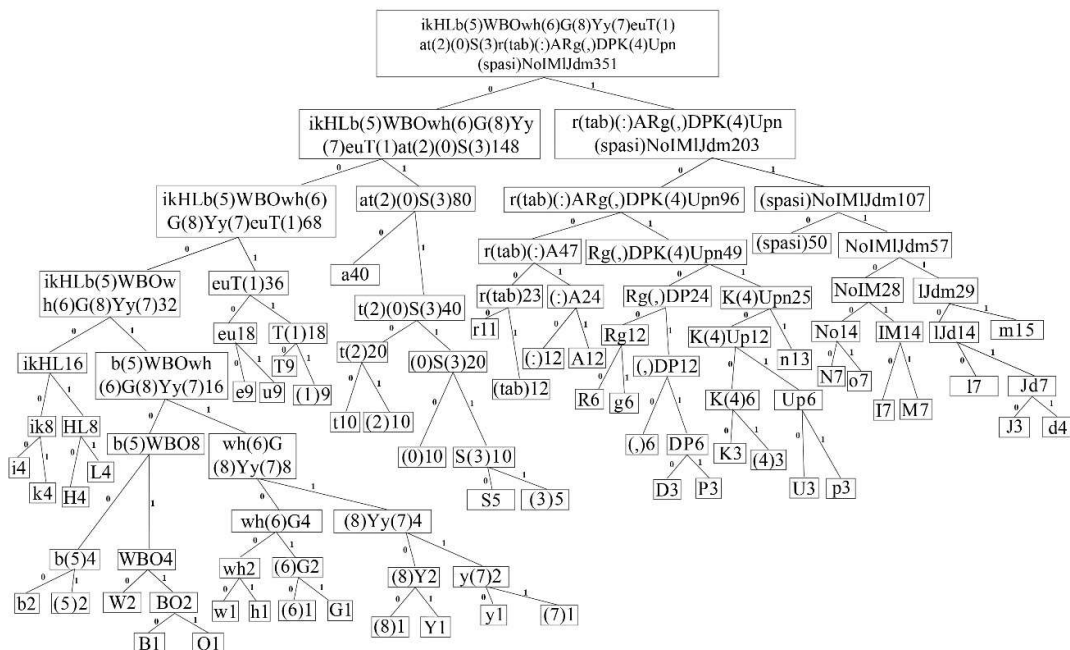 ikHLb(5)WBOwh(6)G(8)Yy(7)euT(1)
at(2)(0)S(3)r(tab)(:)ARg(,)DPK(4)Upn
(spasi)NoIMlJdm351
0 1
ikHLb(5)WBOwh(6)G(8)Yy
(7)euT(1)at(2)(0)S(3)148
r(tab)(:)ARg(,)DPK(4)Upn
(spasi)NoIMlJdm203
0 1 0 1
ikHLb(5)WBOwh(6)
G(8)Yy(7)euT(1)68
at(2)(0)S(3)80
r(tab)(:)ARg(,)DPK(4)Upn96
(spasi)NoIMlJdm107
0 1 0 1 0 1 0 1
ikHLb(5)WBOw
h(6)G(8)Yy(7)32
euT(1)36
a40
t(2)(0)S(3)40
r(tab)(:)A47
Rg(,)DPK(4)Upn49
(spasi)50
NoIMlJdm57
0 1 0 1 0 1 0 1 0 1 0 1
ikHL16
b(5)WBOwh
(6)G(8)Yy(7)16
eu18
T(1)18
t(2)20
(0)S(3)20
r(tab)23
(:)A24
Rg(,)DP24
K(4)Upn25
NoIM28
lJdm29
0 1 0 1 0 1 0 1 0 1 0 1 0 1 0 1 0 1 0 1 0 1 0 1
ik8
HL8
b(5)WBO8
wh(6)G
(8)Yy(7)8
e9
u9
T9
(1)9
t10
(2)10
(0)10
S(3)10
r11
(tab)12
(:)12
A12
Rg12
(,)DP12
K(4)Up12
n13
No14
IM14
lJd14
m15
0 1 0 1 0 1 0 1 0 1 0 1 0 1 0 1 0 1 0 1 0 1
i4
k4
H4
L4
b(5)4
WBO4
wh(6)G4
(8)Yy(7)4
S5
(3)5
R6
g6
(,)6
DP6
K(4)6
Up6
N7
o7
I7
M7
l7
Jd7
0 1 0 1 0 1 0 1 0 1 0 1 0 1 0 1
b2
(5)2
W2
BO2
wh2
(6)G2
(8)Y2
y(7)2
D3
P3
K3
(4)3
U3
p3
J3
d4
0 1 0 1 0 1 0 1 0 1
B1
O1
w1
h1
(6)1
G1
(8)1
Y1
y1
(7)1